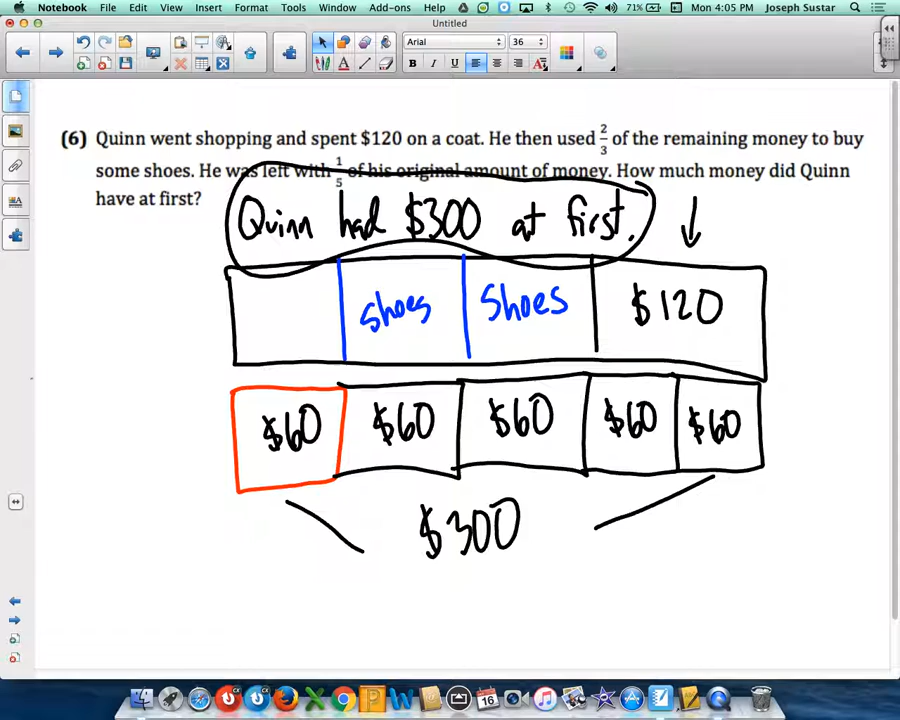 Notebook File Edit View Insert Format Tools Window Add-ons Help 71% Mon 4:05 PM Joseph Sustar
Untitled
Arial 36
B I U
(6) Quinn went shopping and spent $120 on a coat. He then used 2/3 of the remaining money to buy
some shoes. He was left with 1/5 of his original amount of money. How much money did Quinn
have at first?
Quinn had $300 at first.
shoes shoes $120
$60 $60 $60 $60 $60
$300
16